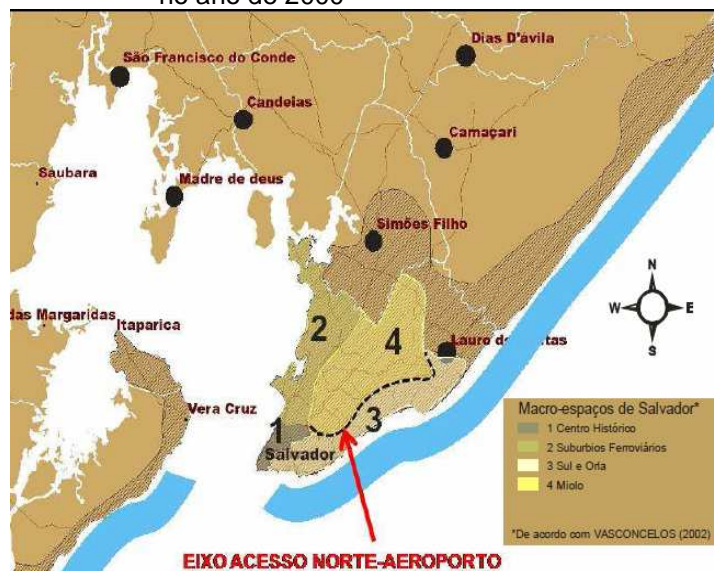 Dias D'ávila
São Francisco do Conde
Candeias
Camaçari
Saubara
Madre de deus
Simões Filho
2
N
das Margaridas
Itaparica
W
E
4
Lauro de
tas
S
Vera Cruz
3
Macro-espaços de Salvador*
1
1 Centro Histórico
2 Suburbios Ferroviários
Salvador
3 Sul e Orla
4 Miolo
*De acordo com VASCONCELOS (2002)
EIXO ACESSO NORTE-AEROPORTO